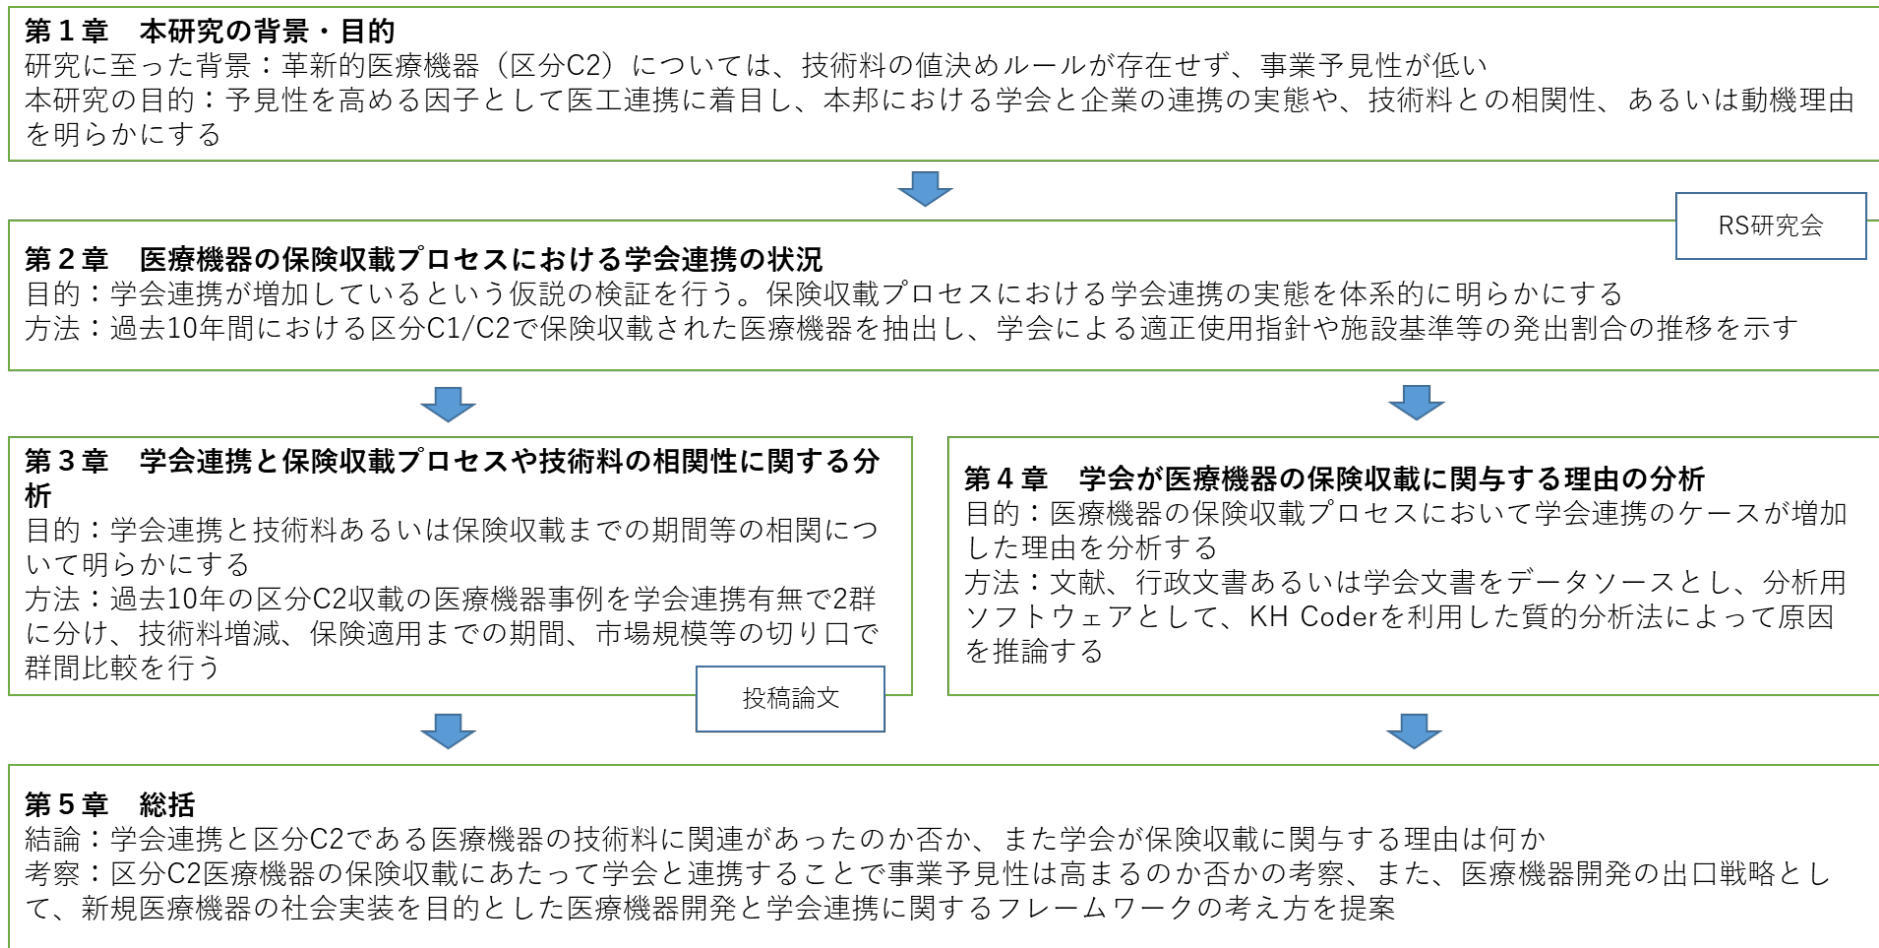 第１章　本研究の背景・目的
研究に至った背景：革新的医療機器（区分C2）については、技術料の値決めルールが存在せず、事業予見性が低い
本研究の目的：予見性を高める因子として医工連携に着目し、本邦における学会と企業の連携の実態や、技術料との相関性、あるいは動機理由
を明らかにする
RS研究会
第２章　医療機器の保険収載プロセスにおける学会連携の状況
目的：学会連携が増加しているという仮説の検証を行う。保険収載プロセスにおける学会連携の実態を体系的に明らかにする
方法：過去10年間における区分C1/C2で保険収載された医療機器を抽出し、学会による適正使用指針や施設基準等の発出割合の推移を示す
第３章　学会連携と保険収載プロセスや技術料の相関性に関する分
析
目的：学会連携と技術料あるいは保険収載までの期間等の相関につ
いて明らかにする
方法：過去10年の区分C2収載の医療機器事例を学会連携有無で2群
に分け、技術料増減、保険適用までの期間、市場規模等の切り口で
群間比較を行う
投稿論文
第４章　学会が医療機器の保険収載に関与する理由の分析
目的：医療機器の保険収載プロセスにおいて学会連携のケースが増加
した理由を分析する
方法：文献、行政文書あるいは学会文書をデータソースとし、分析用
ソフトウェアとして、KH Coderを利用した質的分析法によって原因
を推論する
第５章　総括
結論：学会連携と区分C2である医療機器の技術料に関連があったのか否か、また学会が保険収載に関与する理由は何か
考察：区分C2医療機器の保険収載にあたって学会と連携することで事業予見性は高まるのか否かの考察、また、医療機器開発の出口戦略とし
て、新規医療機器の社会実装を目的とした医療機器開発と学会連携に関するフレームワークの考え方を提案